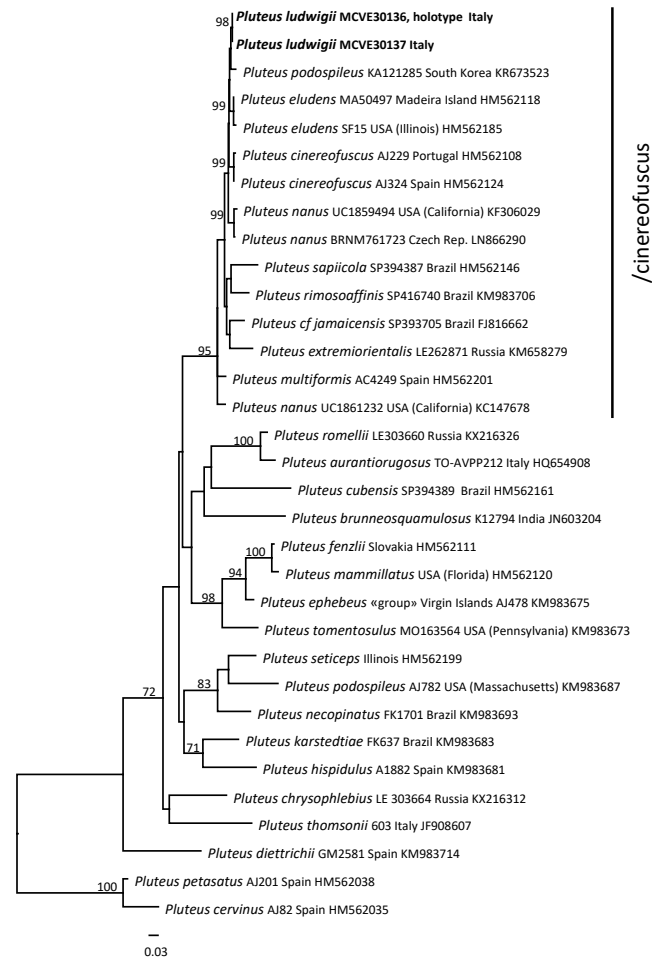 Pluteus ludwigii MCVE30136, holotype Italy
98
Pluteus ludwigii MCVE30137 Italy
Pluteus podospileus KA121285 South Korea KR673523
Pluteus eludens MA50497 Madeira Island HM562118
99
Pluteus eludens SF15 USA (Illinois) HM562185
Pluteus cinereofuscus AJ229 Portugal HM562108
99
Pluteus cinereofuscus AJ324 Spain HM562124
Pluteus nanus UC1859494 USA (California) KF306029
99
Pluteus nanus BRNM761723 Czech Rep. LN866290
/cinereofuscus
Pluteus sapiicola SP394387 Brazil HM562146
Pluteus rimosoaffinis SP416740 Brazil KM983706
Pluteus cf jamaicensis SP393705 Brazil FJ816662
Pluteus extremiorientalis LE262871 Russia KM658279
95
Pluteus multiformis AC4249 Spain HM562201
Pluteus nanus UC1861232 USA (California) KC147678
Pluteus romellii LE303660 Russia KX216326
100
Pluteus aurantiorugosus TO-AVPP212 Italy HQ654908
Pluteus cubensis SP394389 Brazil HM562161
Pluteus brunneosquamulosus K12794 India JN603204
Pluteus fenzlii Slovakia HM562111
100
Pluteus mammillatus USA (Florida) HM562120
94
Pluteus ephebeus «group» Virgin Islands AJ478 KM983675
98
Pluteus tomentosulus MO163564 USA (Pennsylvania) KM983673
Pluteus seticeps Illinois HM562199
83
Pluteus podospileus AJ782 USA (Massachusetts) KM983687
72
Pluteus necopinatus FK1701 Brazil KM983693
Pluteus karstedtiae FK637 Brazil KM983683
71
Pluteus hispidulus A1882 Spain KM983681
Pluteus chrysophlebius LE 303664 Russia KX216312
Pluteus thomsonii 603 Italy JF908607
Pluteus diettrichii GM2581 Spain KM983714
Pluteus petasatus AJ201 Spain HM562038
100
Pluteus cervinus AJ82 Spain HM562035
0.03